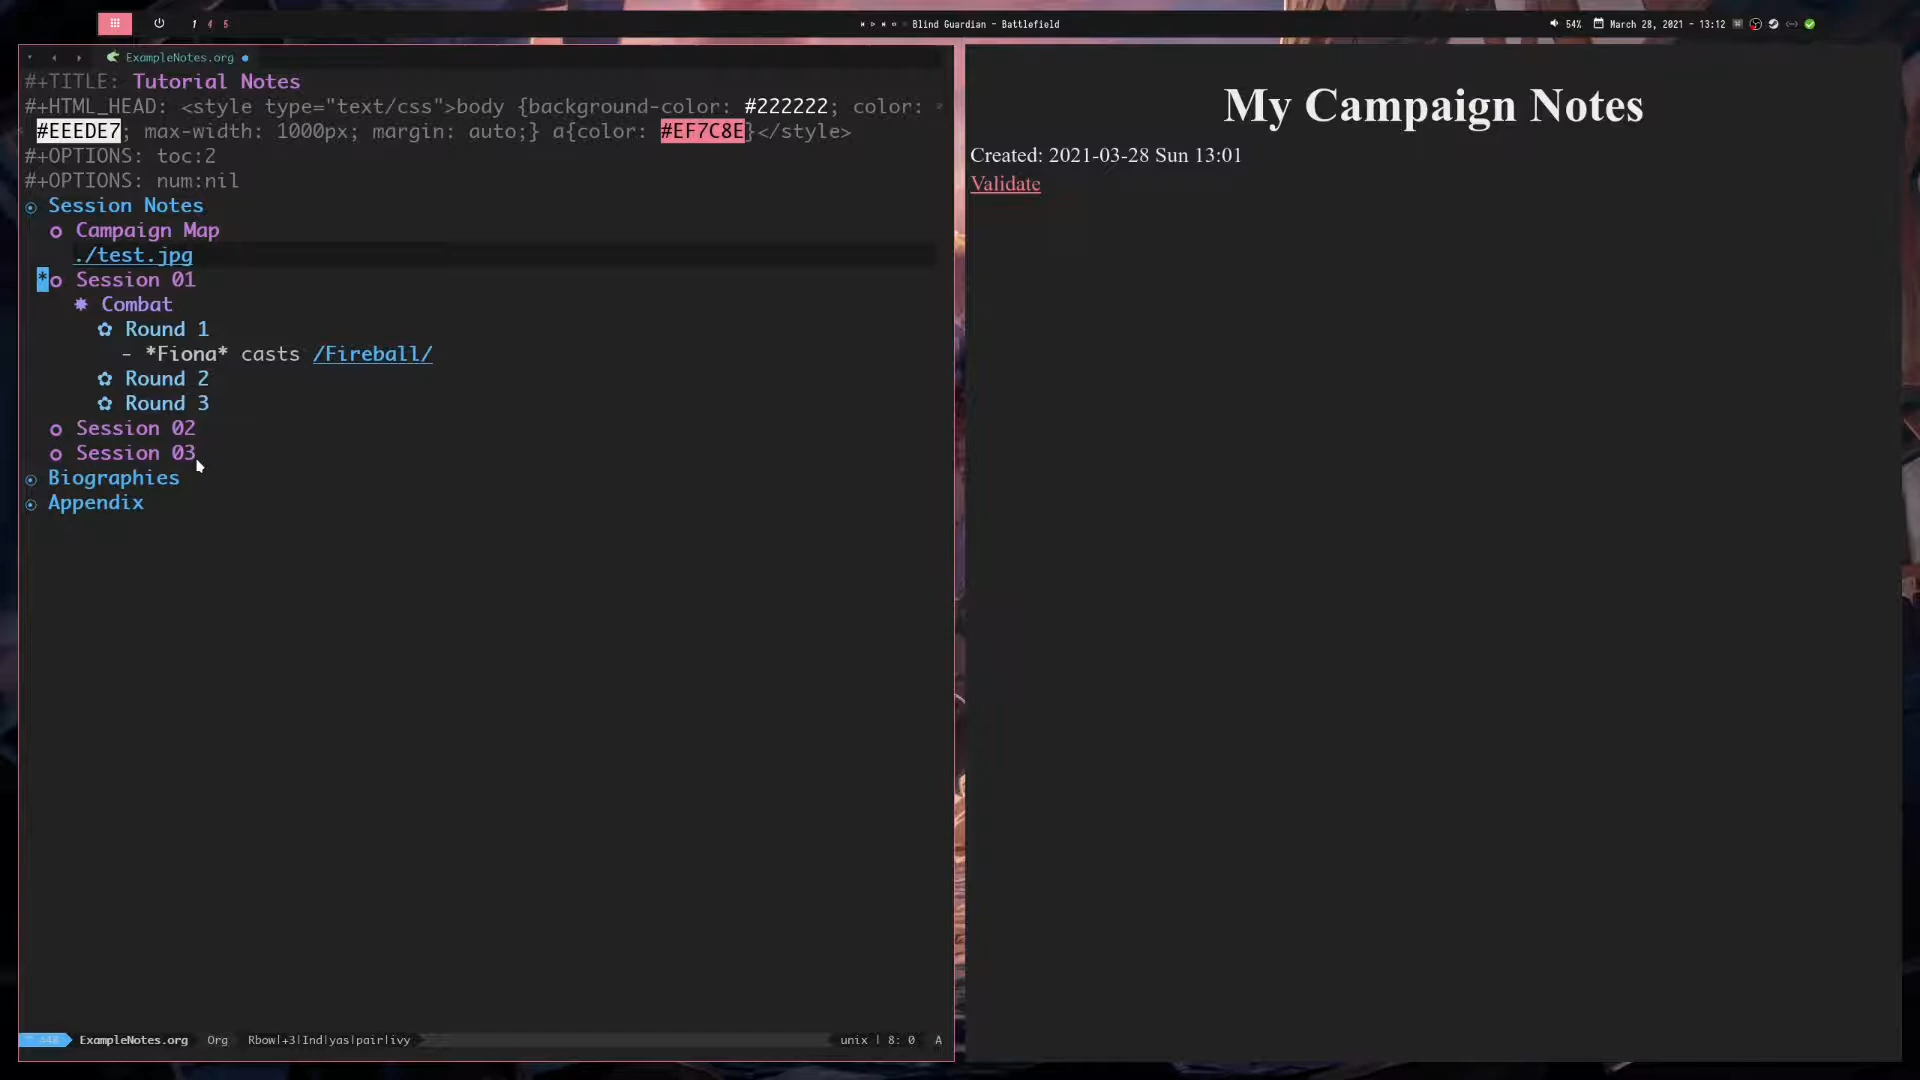 1 4 5
Blind Guardian - Battlefield
54%
March 28, 2021 - 13:12
ExampleNotes.org
#+TITLE: Tutorial Notes
#+HTML_HEAD: <style type="text/css">body {background-color: #222222; color:
#EEEDE7; max-width: 1000px; margin: auto;} a{color: #EF7C8E}</style>
#+OPTIONS: toc:2
#+OPTIONS: num:nil
Session Notes
Campaign Map
./test.jpg
* Session 01
Combat
Round 1
- *Fiona* casts /Fireball/
Round 2
Round 3
Session 02
Session 03
Biographies
Appendix
ExampleNotes.org Org Rbow|+3|Ind|yas|pair|ivy unix | 8: 0 A
My Campaign Notes
Created: 2021-03-28 Sun 13:01
Validate